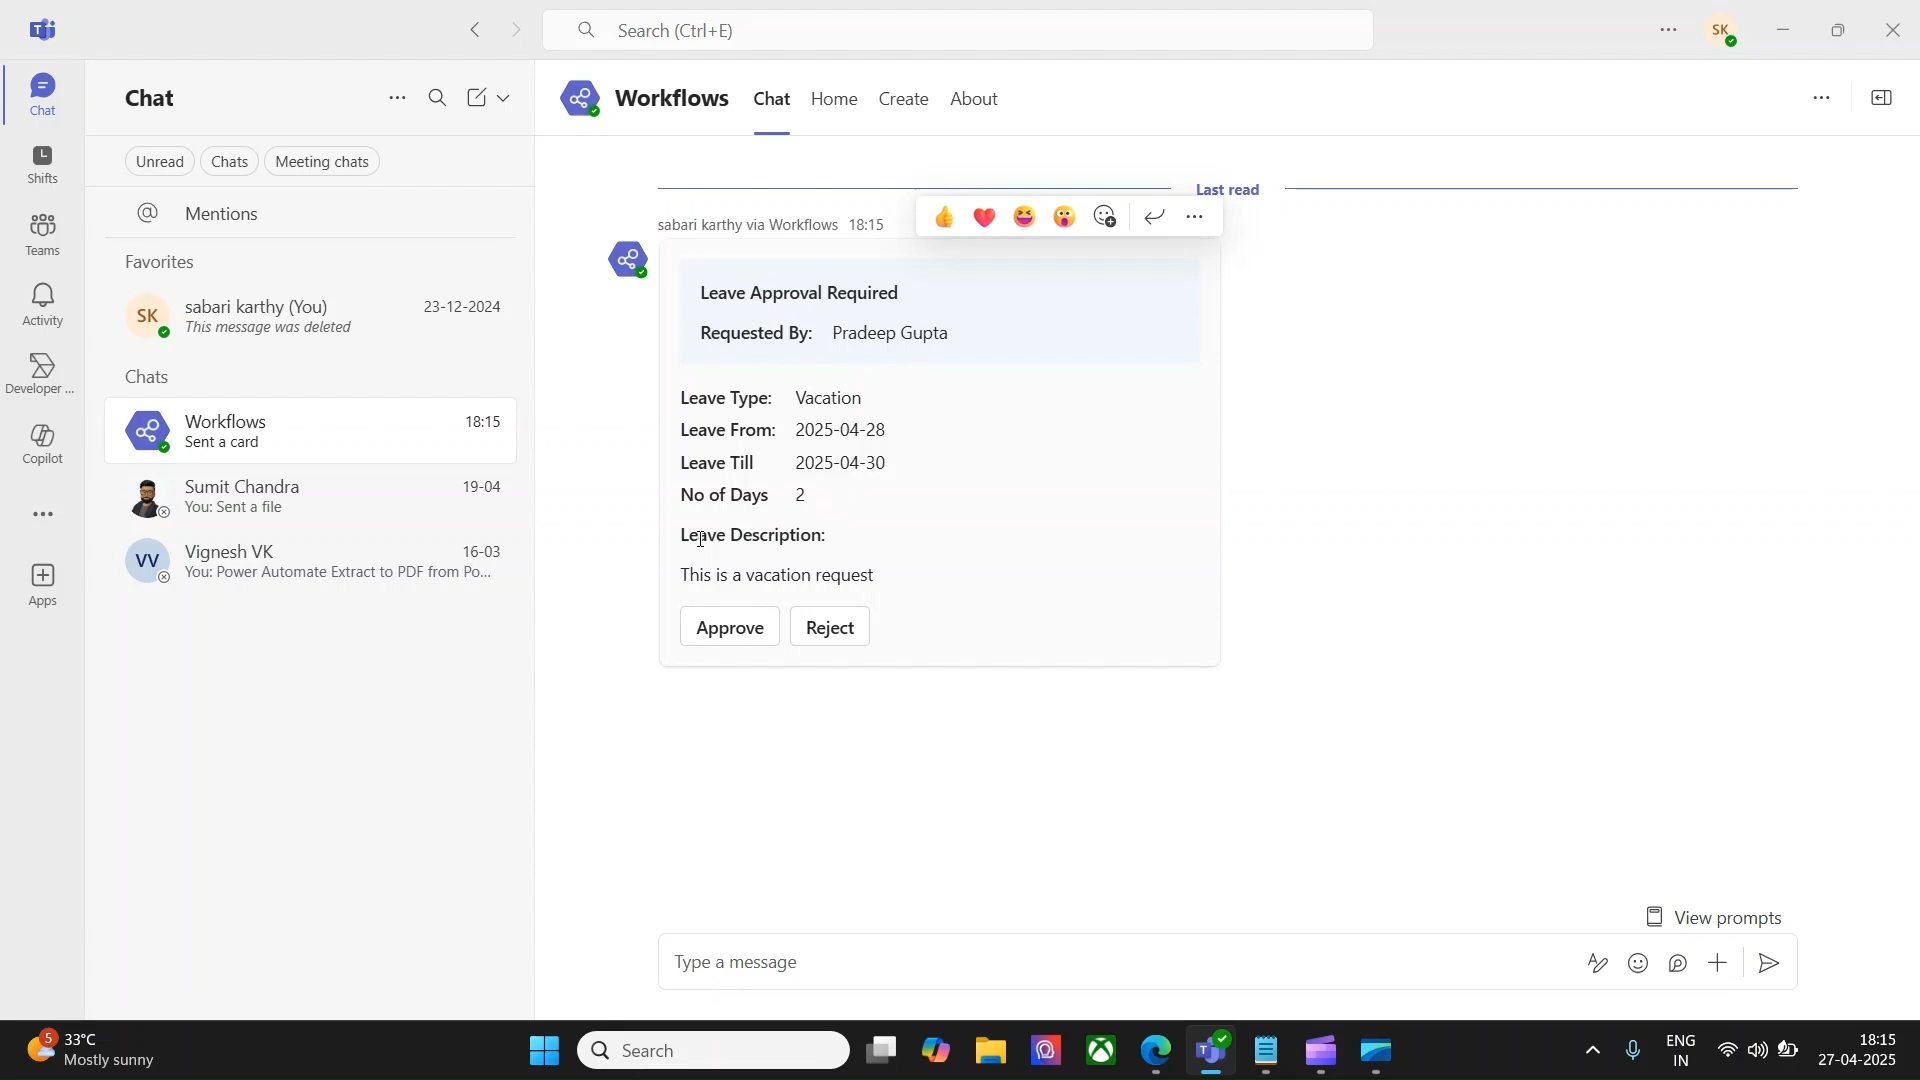 Search (Ctrl+E)
SK
Chat
Shifts
Teams
Activity
Developer ...
Copilot
Apps
Chat
Unread
Chats
Meeting chats
@ Mentions
Favorites
SK
sabari karthy (You)
23-12-2024
This message was deleted
Chats
Workflows
18:15
Sent a card
Sumit Chandra
19-04
You: Sent a file
VV
Vignesh VK
16-03
You: Power Automate Extract to PDF from Po...
Workflows
Chat
Home
Create
About
Last read
sabari karthy via Workflows 18:15
Leave Approval Required
Requested By: Pradeep Gupta
Leave Type: Vacation
Leave From: 2025-04-28
Leave Till 2025-04-30
No of Days 2
Leave Description:
This is a vacation request
Approve
Reject
View prompts
Type a message
5
33°C
Mostly sunny
Search
ENG
IN
18:15
27-04-2025